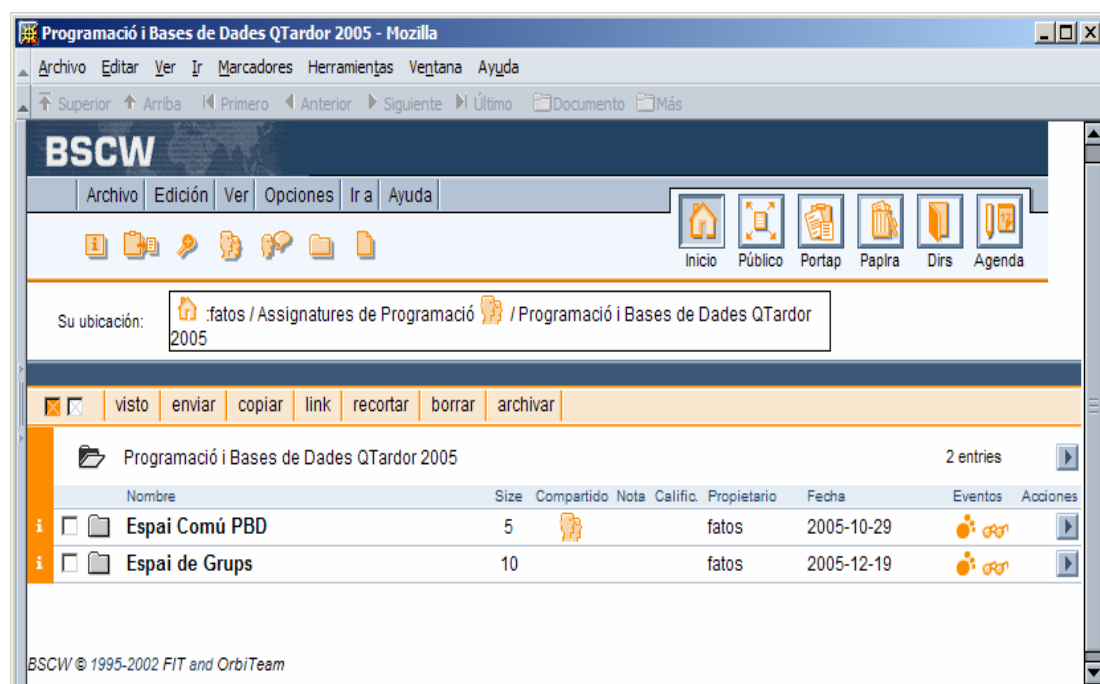 Programació i Bases de Dades QTardor 2005 - Mozilla
Archivo Editar Ver Ir Marcadores Herramientas Ventana Ayuda
Superior Arriba Primero Anterior Siguiente Último Documento Más
BSCW
Archivo Edición Ver Opciones Ir a Ayuda
Inicio Público Portap Paplra Dirs Agenda
Su ubicación: :fatos / Assignatures de Programació / Programació i Bases de Dades QTardor
2005
visto enviar copiar link recortar borrar archivar
Programació i Bases de Dades QTardor 2005 2 entries
Nombre Size Compartido Nota Calific. Propietario Fecha Eventos Acciones
i Espai Comú PBD 5 fatos 2005-10-29
i Espai de Grups 10 fatos 2005-12-19
BSCW © 1995-2002 FIT and OrbiTeam